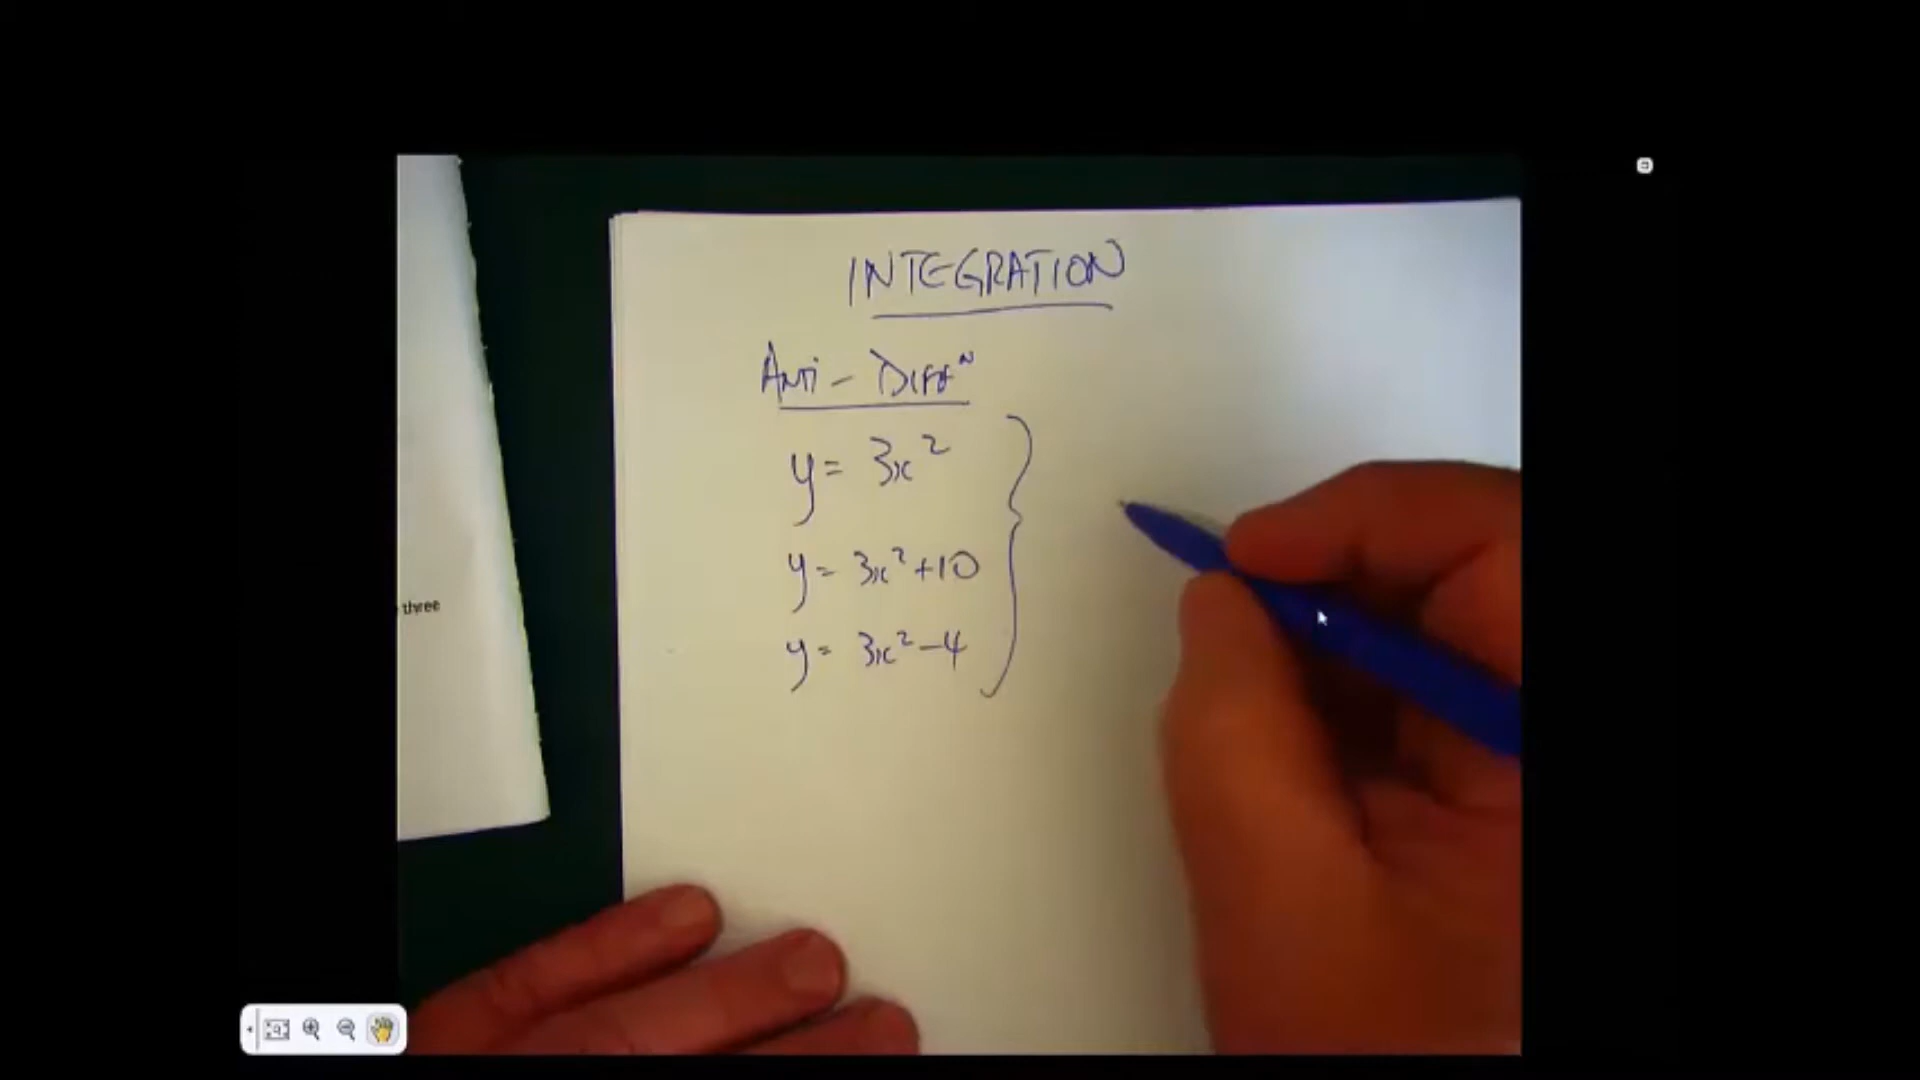 INTEGRATION
Anti - Diffⁿ
y = 3x²
y = 3x² + 10
y = 3x² - 4
three